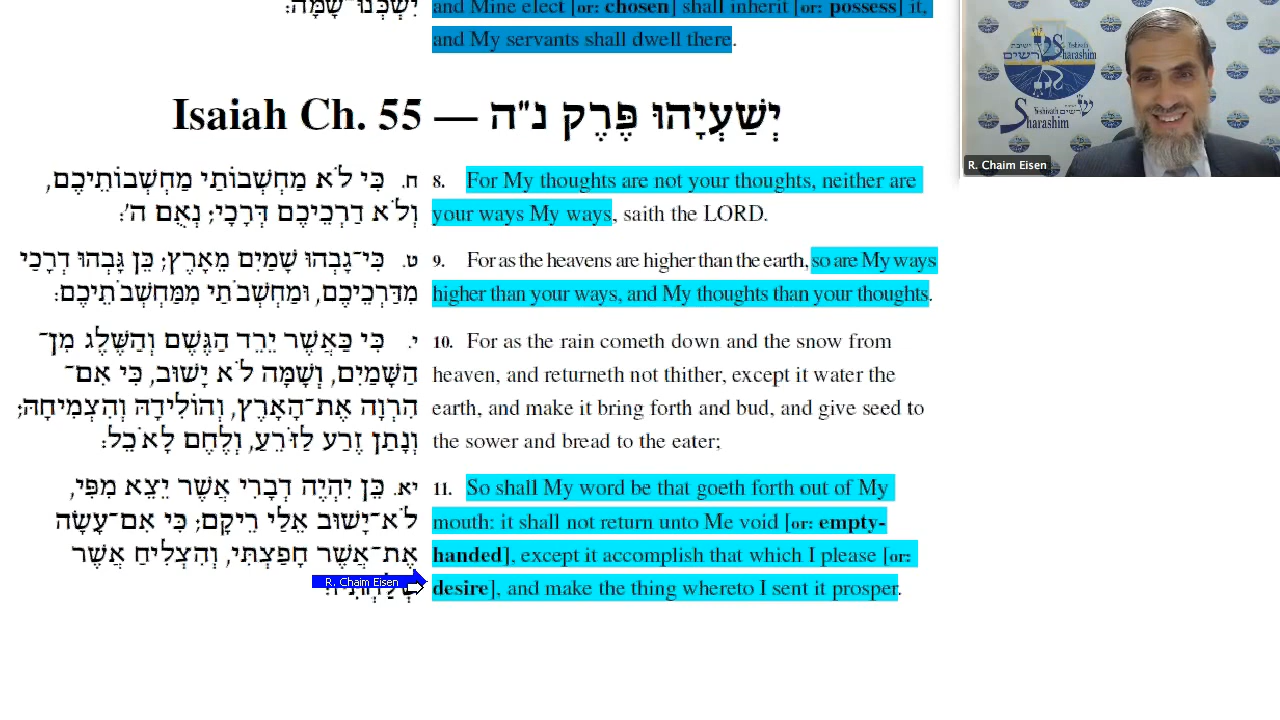 יִשְׁכְּנוּ־שָׁמָּה:
and Mine elect [or: chosen] shall inherit [or: possess] it,
and My servants shall dwell there.
Isaiah Ch. 55 — יְשַׁעְיָהוּ פֶּרֶק נ"ה
ח. כִּי לֹא מַחְשְׁבוֹתַי מַחְשְׁבוֹתֵיכֶם,
וְלֹא דַרְכֵיכֶם דְּרָכָי; נְאֻם ה':
8. For My thoughts are not your thoughts, neither are
your ways My ways, saith the LORD.
ט. כִּי־גָבְהוּ שָׁמַיִם מֵאָרֶץ; כֵּן גָּבְהוּ דְרָכַי
מִדַּרְכֵיכֶם, וּמַחְשְׁבֹתַי מִמַּחְשְׁבֹתֵיכֶם:
9. For as the heavens are higher than the earth, so are My ways
higher than your ways, and My thoughts than your thoughts.
י. כִּי כַּאֲשֶׁר יֵרֵד הַגֶּשֶׁם וְהַשֶּׁלֶג מִן־
הַשָּׁמַיִם, וְשָׁמָּה לֹא יָשׁוּב, כִּי אִם־
הִרְוָה אֶת־הָאָרֶץ, וְהוֹלִידָהּ וְהִצְמִיחָהּ;
וְנָתַן זֶרַע לַזֹּרֵעַ, וְלֶחֶם לָאֹכֵל:
10. For as the rain cometh down and the snow from
heaven, and returneth not thither, except it water the
earth, and make it bring forth and bud, and give seed to
the sower and bread to the eater;
יא. כֵּן יִהְיֶה דְבָרִי אֲשֶׁר יֵצֵא מִפִּי,
לֹא־יָשׁוּב אֵלַי רֵיקָם; כִּי אִם־עָשָׂה
אֶת־אֲשֶׁר חָפַצְתִּי, וְהִצְלִיחַ אֲשֶׁר
11. So shall My word be that goeth forth out of My
mouth: it shall not return unto Me void [or: empty-
handed], except it accomplish that which I please [or:
desire], and make the thing whereto I sent it prosper.
R. Chaim Eisen
ישיבת
שרשים
Yeshivah
Sharashim
Yeshivah
Sharashim
R. Chaim Eisen